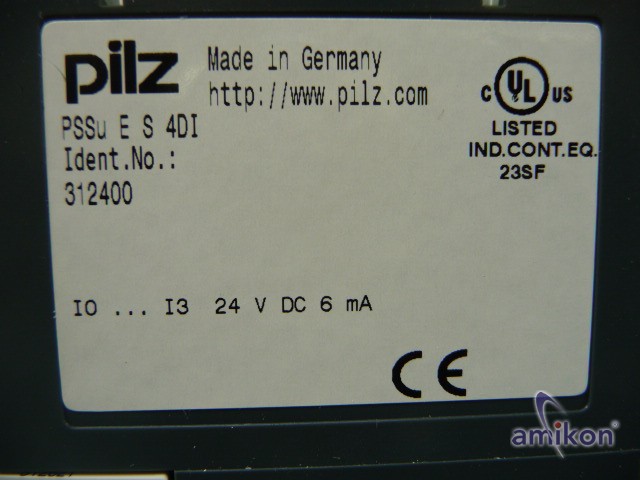 pilz
Made in Germany
http://www.pilz.com
PSSu E S 4DI
Ident.No.:
312400
C UL US
LISTED
IND.CONT.EQ.
23SF
I0 ... I3 24 V DC 6 mA
CE
amikon